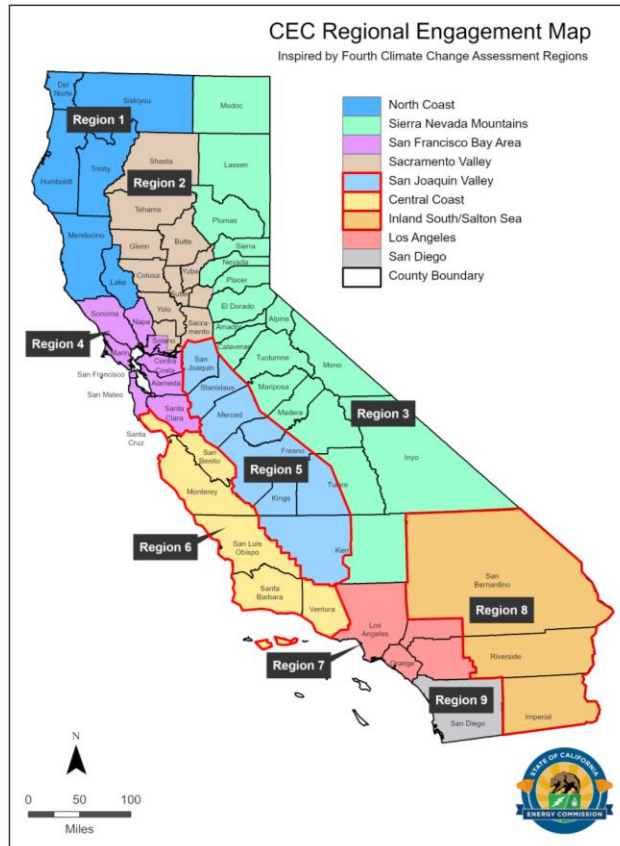 CEC Regional Engagement Map
Inspired by Fourth Climate Change Assessment Regions
North Coast
Sierra Nevada Mountains
San Francisco Bay Area
Sacramento Valley
San Joaquin Valley
Central Coast
Inland South/Salton Sea
Los Angeles
San Diego
County Boundary
Del
Norte
Siskiyou
Modoc
Region 1
Shasta
Lassen
Trinity
Humboldt
Region 2
Tehama
Plumas
Mendocino
Glenn
Butte
Sierra
Nevada
Lake
Colusa
Yuba
Sutter
Placer
Sonoma
Napa
Yolo
El Dorado
Sacra-
mento
Amador
Alpine
Region 4
Solano
Calaveras
Marin
Contra
Costa
San
Joaquin
Tuolumne
Mono
San Francisco
Alameda
Stanislaus
San Mateo
Santa
Clara
Merced
Mariposa
Madera
Region 3
Santa
Cruz
San
Benito
Fresno
Inyo
Region 5
Monterey
Kings
Tulare
Region 6
San Luis
Obispo
Kern
San
Bernardino
Santa
Barbara
Ventura
Los
Angeles
Region 8
Region 7
Orange
Riverside
Region 9
San Diego
Imperial
N
0 50 100
Miles
STATE OF CALIFORNIA
ENERGY COMMISSION